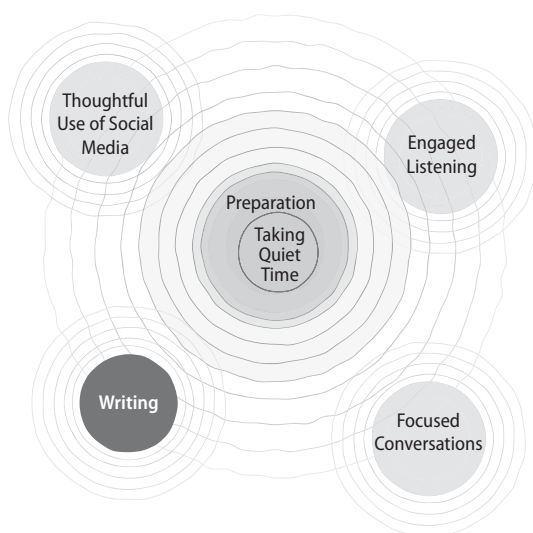 Thoughtful
Use of Social
Media
Engaged
Listening
Preparation
Taking
Quiet
Time
Writing
Focused
Conversations